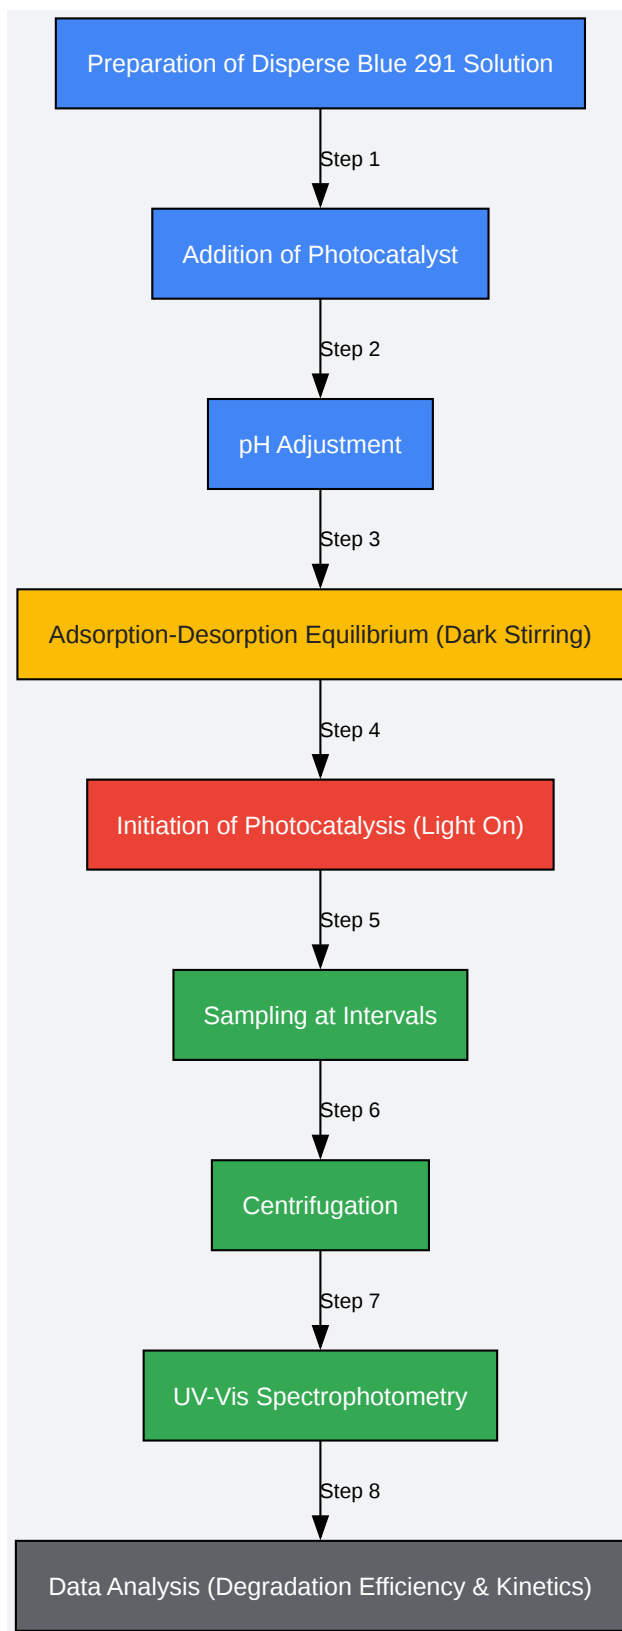 Preparation of Disperse Blue 291 Solution
Step 1
Addition of Photocatalyst
Step 2
pH Adjustment
Step 3
Adsorption-Desorption Equilibrium (Dark Stirring)
Step 4
Initiation of Photocatalysis (Light On)
Step 5
Sampling at Intervals
Step 6
Centrifugation
Step 7
UV-Vis Spectrophotometry
Step 8
Data Analysis (Degradation Efficiency & Kinetics)